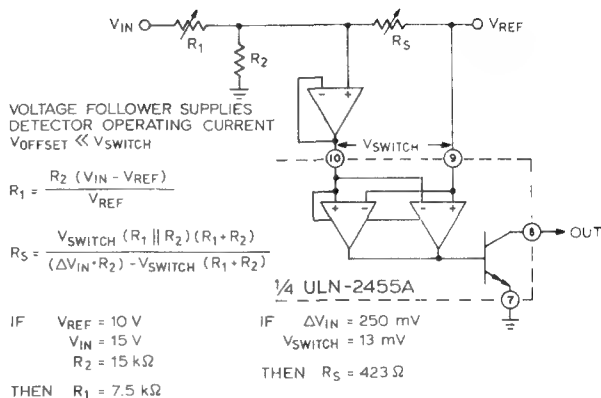 V_IN
R_1
R_2
R_S
V_REF
- +
VOLTAGE FOLLOWER SUPPLIES
DETECTOR OPERATING CURRENT
V_OFFSET ≪ V_SWITCH
10 V_SWITCH 9
R_1 = R_2 (V_IN - V_REF) / V_REF
+ - - +
8 OUT
R_S = V_SWITCH (R_1 ∥ R_2) (R_1 + R_2) / (ΔV_IN • R_2) - V_SWITCH (R_1 + R_2)
1/4 ULN-2455A
7
IF V_REF = 10 V
V_IN = 15 V
R_2 = 15 kΩ
THEN R_1 = 7.5 kΩ
IF ΔV_IN = 250 mV
V_SWITCH = 13 mV
THEN R_S = 423 Ω